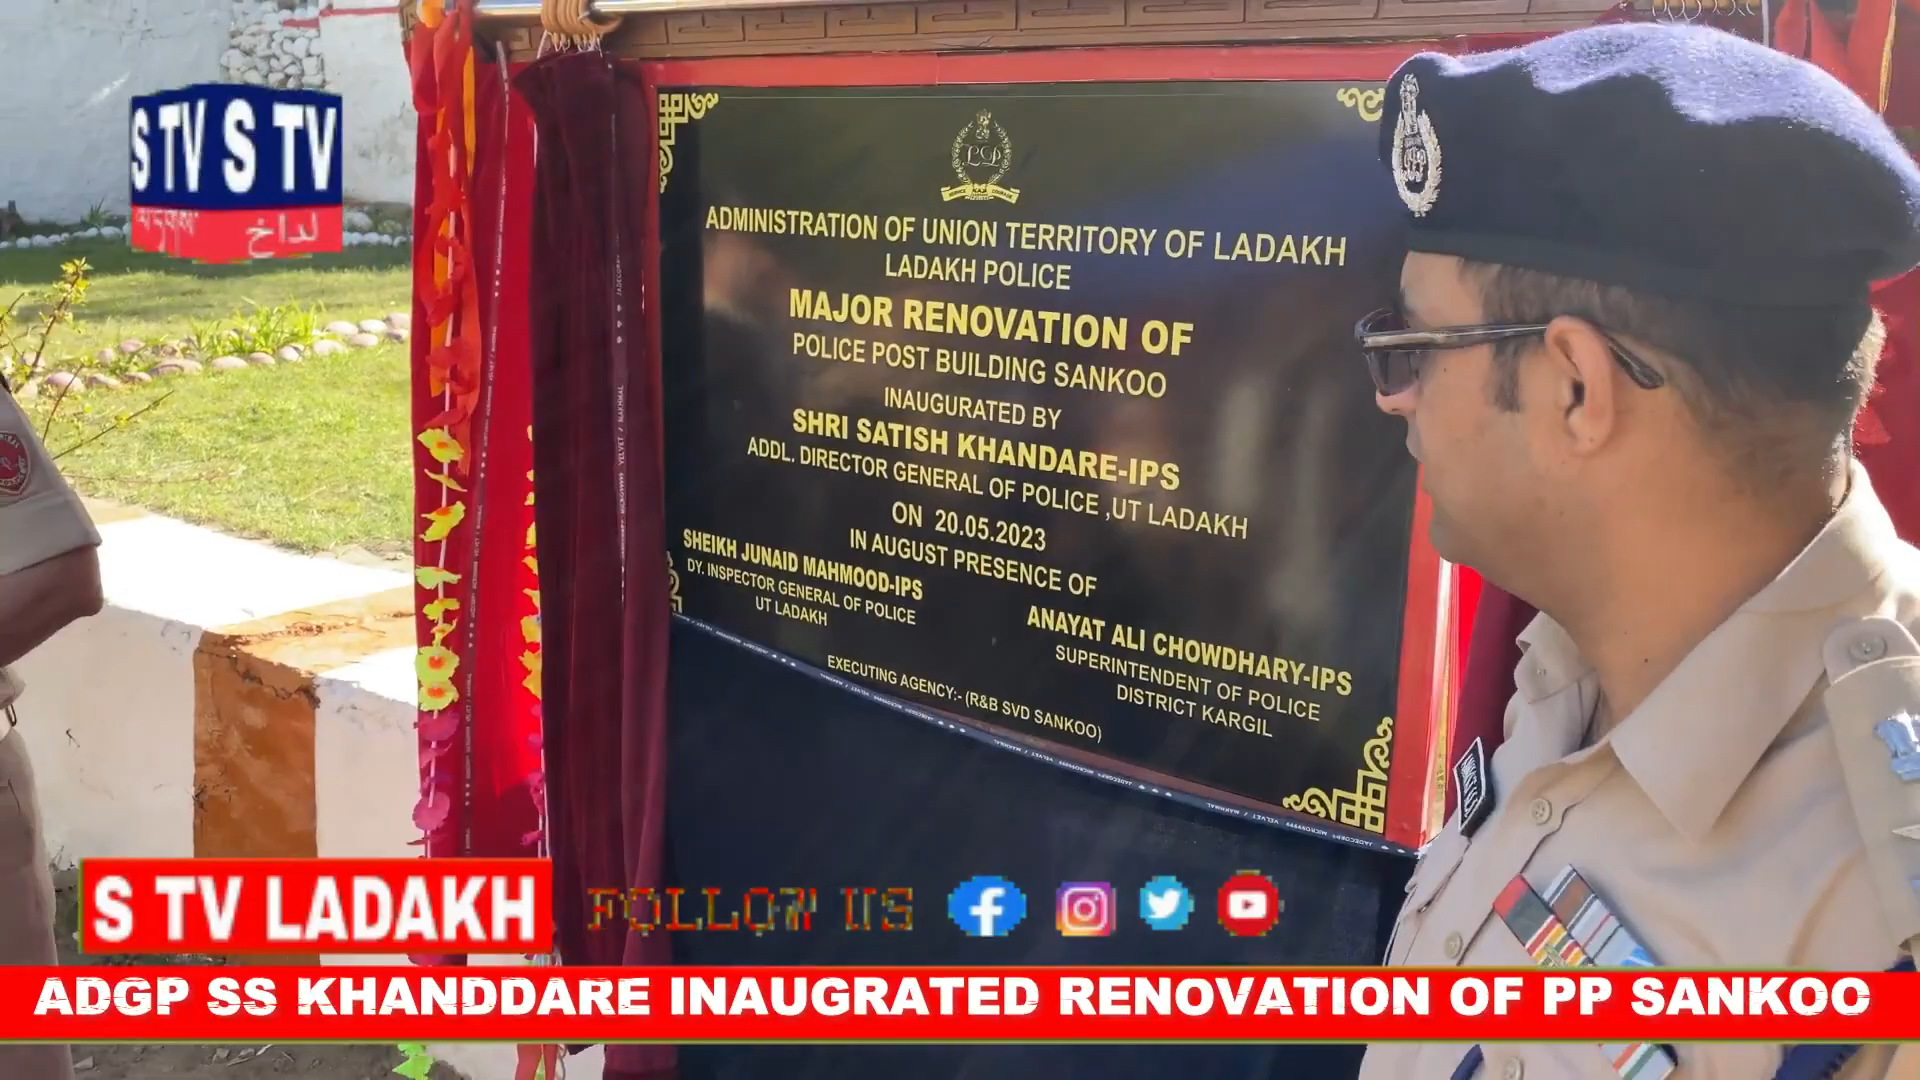 S TV S TV
ལ་དྭགས་ لداخ
ADMINISTRATION OF UNION TERRITORY OF LADAKH
LADAKH POLICE
MAJOR RENOVATION OF
POLICE POST BUILDING SANKOO
INAUGURATED BY
SHRI SATISH KHANDARE-IPS
ADDL. DIRECTOR GENERAL OF POLICE ,UT LADAKH
ON 20.05.2023
IN AUGUST PRESENCE OF
SHEIKH JUNAID MAHMOOD-IPS
DY. INSPECTOR GENERAL OF POLICE
UT LADAKH
ANAYAT ALI CHOWDHARY-IPS
SUPERINTENDENT OF POLICE
DISTRICT KARGIL
EXECUTING AGENCY:- (R&B SVD SANKOO)
S TV LADAKH
FOLLOW US
ADGP SS KHANDDARE INAUGRATED RENOVATION OF PP SANKOO